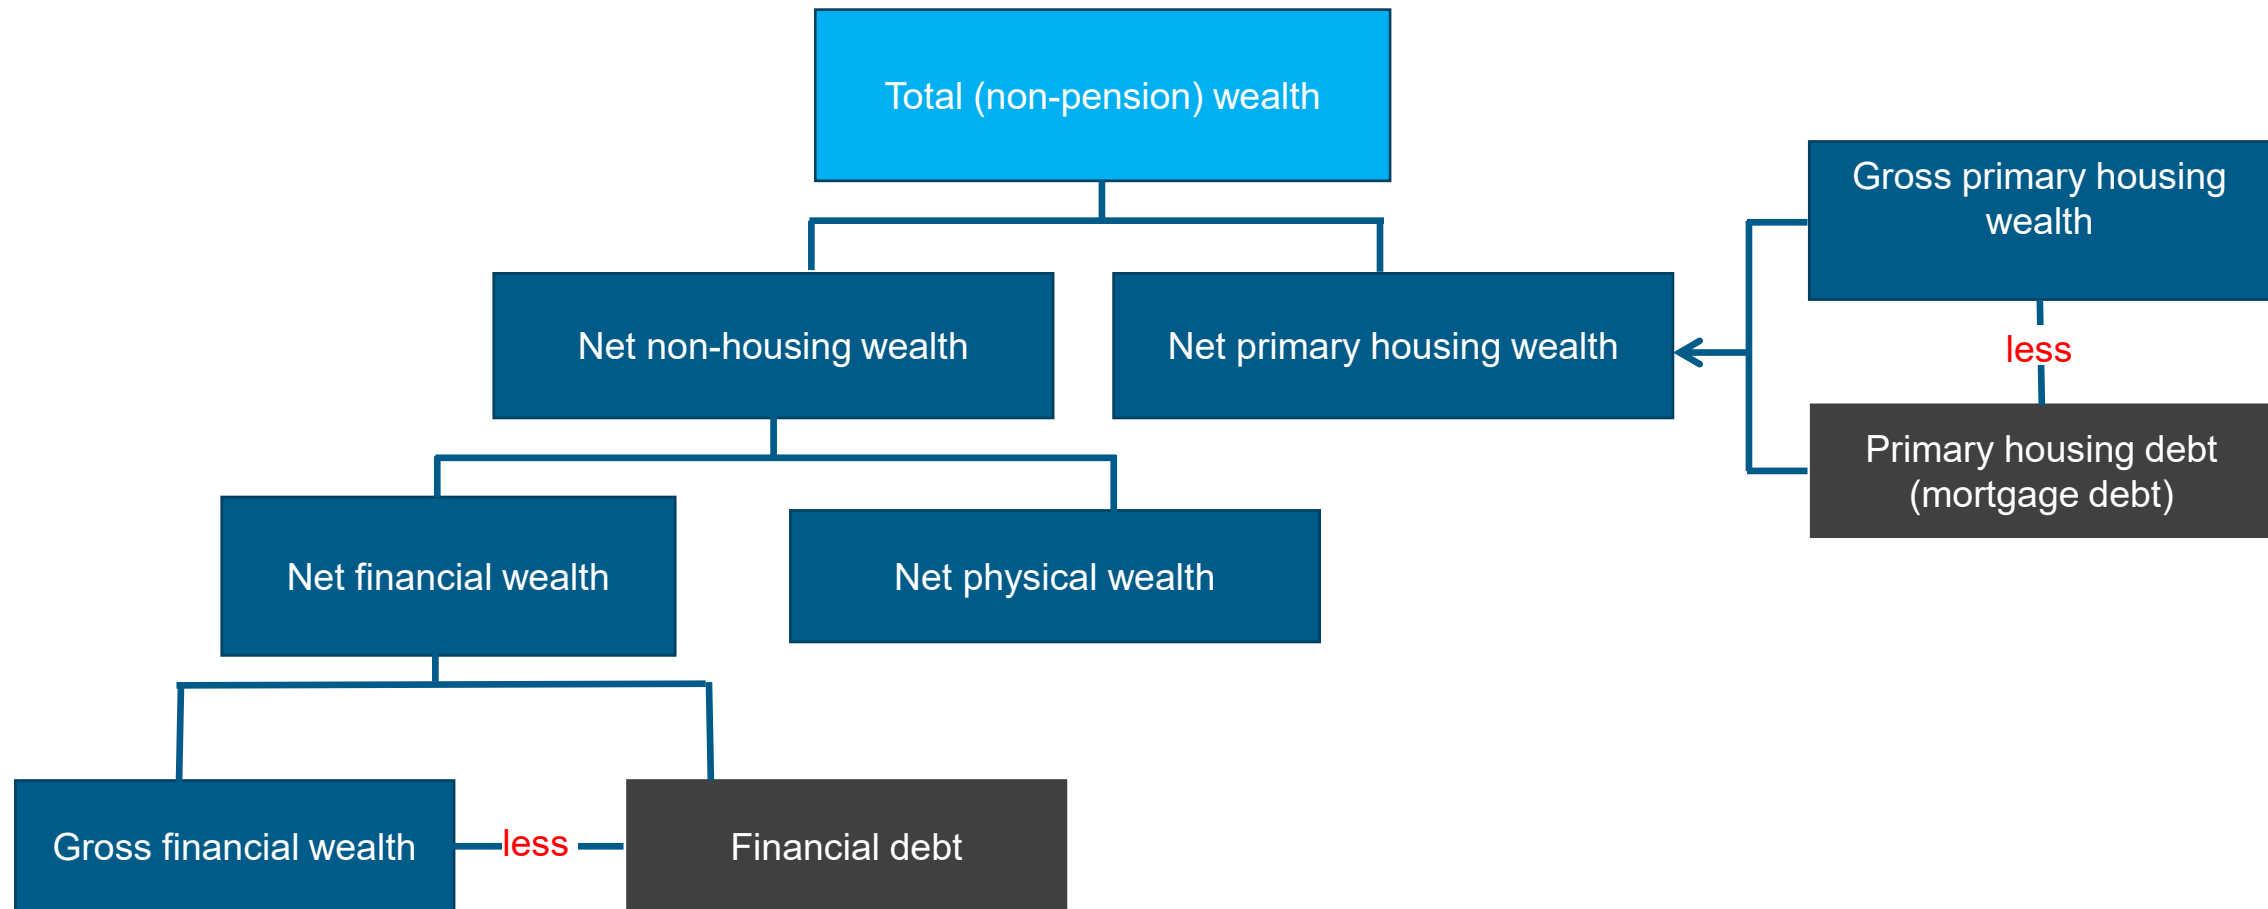 Total (non-pension) wealth
Gross primary housing
wealth
Net non-housing wealth
Net primary housing wealth
less
Primary housing debt
(mortgage debt)
Net financial wealth
Net physical wealth
Gross financial wealth
less
Financial debt